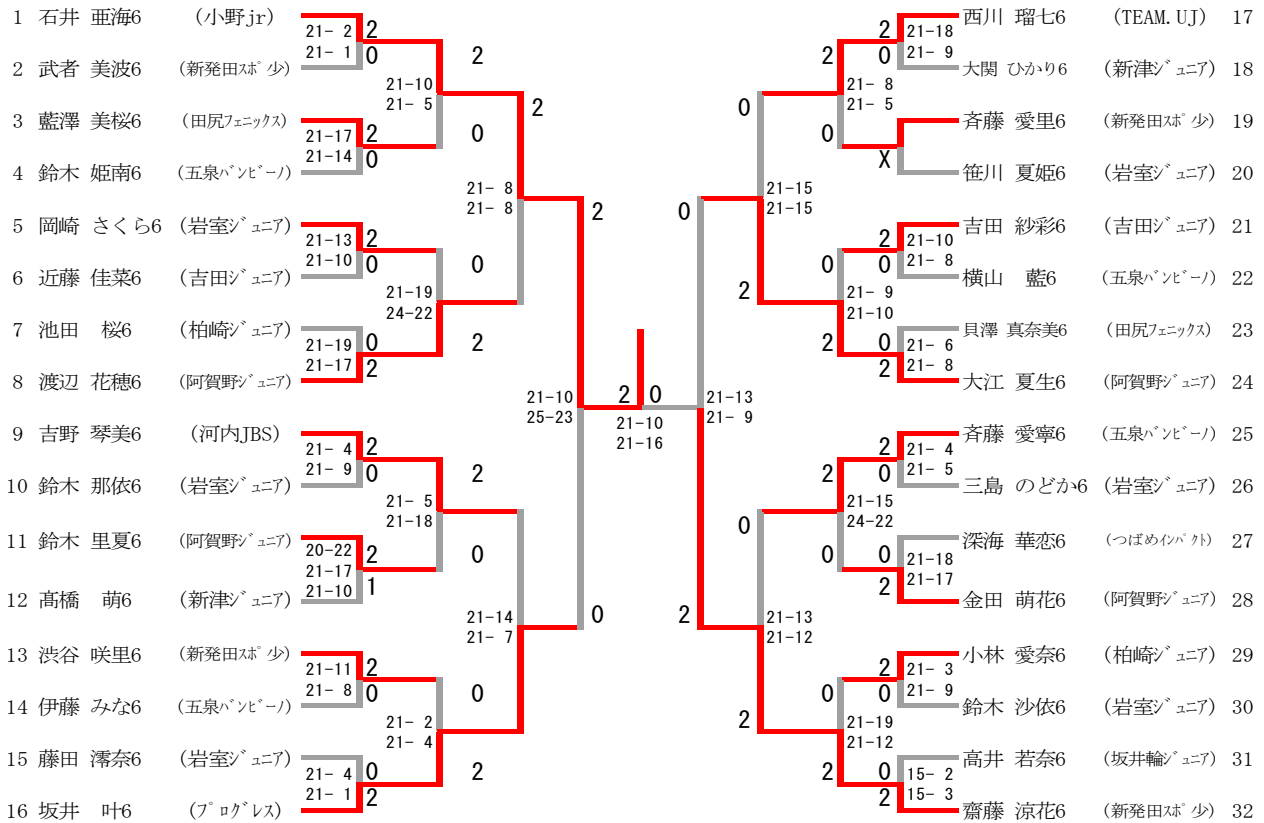 1 石井 亜海6 (小野jr)
21- 2 2
21- 1 0
2 武者 美波6 (新発田スポ少)
21-10 2
21- 5 0
3 藍澤 美桜6 (田尻フェニックス)
21-17 2
21-14 0
4 鈴木 姫南6 (五泉バンビーノ)
21- 8 2
21- 8 0
5 岡崎 さくら6 (岩室ジュニア)
21-13 2
21-10 0
6 近藤 佳菜6 (吉田ジュニア)
21-19 0
24-22 2
7 池田 桜6 (柏崎ジュニア)
21-19 0
21-17 2
8 渡辺 花穂6 (阿賀野ジュニア)
21-10 2
25-23 0
9 吉野 琴美6 (河内JBS)
21- 4 2
21- 9 0
10 鈴木 那依6 (岩室ジュニア)
21- 5 2
21-18 0
11 鈴木 里夏6 (阿賀野ジュニア)
20-22 2
21-17
21-10 1
12 髙橋 萌6 (新津ジュニア)
21-14 0
21- 7 2
13 渋谷 咲里6 (新発田スポ少)
21-11 2
21- 8 0
14 伊藤 みな6 (五泉バンビーノ)
21- 2 0
21- 4 2
15 藤田 澪奈6 (岩室ジュニア)
21- 4 0
21- 1 2
16 坂井 叶6 (プログレス)
2 0
21-10
21-16
西川 瑠七6 (TEAM.UJ) 17
2 21-18
0 21- 9
大関 ひかり6 (新津ジュニア) 18
2 21- 8
0 21- 5
斉藤 愛里6 (新発田スポ少) 19
X
笹川 夏姫6 (岩室ジュニア) 20
0 21-15
2 21-15
吉田 紗彩6 (吉田ジュニア) 21
2 21-10
0 21- 8
横山 藍6 (五泉バンビーノ) 22
0 21- 9
2 21-10
貝澤 真奈美6 (田尻フェニックス) 23
0 21- 6
2 21- 8
大江 夏生6 (阿賀野ジュニア) 24
0 21-13
2 21- 9
斉藤 愛寧6 (五泉バンビーノ) 25
2 21- 4
0 21- 5
三島 のどか6 (岩室ジュニア) 26
2 21-15
0 24-22
深海 華恋6 (つばめインパクト) 27
0 21-18
2 21-17
金田 萌花6 (阿賀野ジュニア) 28
0 21-13
2 21-12
小林 愛奈6 (柏崎ジュニア) 29
2 21- 3
0 21- 9
鈴木 沙依6 (岩室ジュニア) 30
0 21-19
2 21-12
高井 若奈6 (坂井輪ジュニア) 31
0 15- 2
2 15- 3
齋藤 涼花6 (新発田スポ少) 32